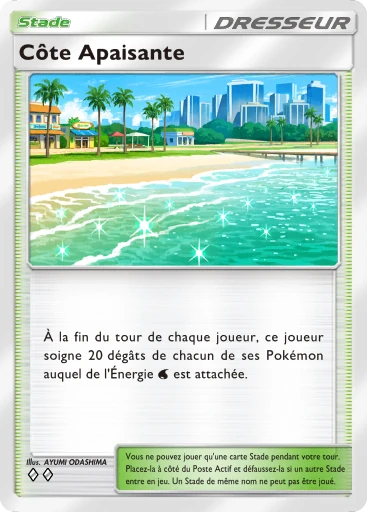 Stade
DRESSEUR
Côte Apaisante
À la fin du tour de chaque joueur, ce joueur
soigne 20 dégâts de chacun de ses Pokémon
auquel de l'Énergie est attachée.
Illus. AYUMI ODASHIMA
Vous ne pouvez jouer qu'une carte Stade pendant votre tour.
Placez-la à côté du Poste Actif et défaussez-la si un autre Stade
entre en jeu. Un Stade de même nom ne peut pas être joué.